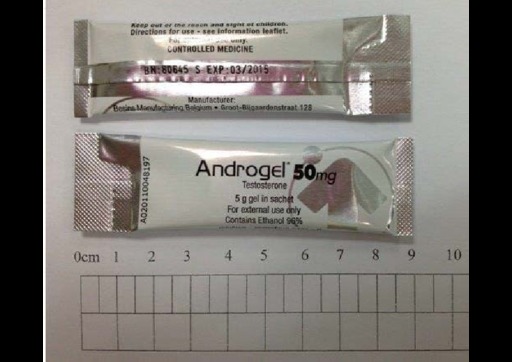 Keep out of the reach and sight of children.
Directions for use - see information leaflet.
only.
CONTROLLED MEDICINE
BN:60645 S EXP:03/2015
Manufacturer:
Besins Manufacturing Belgium • Groot-Bijgaardenstraat, 128
A020110048197
Androgel 50mg
Testosterone
5 g gel in sachet
For external use only
Contains Ethanol 96%
0cm 1 2 3 4 5 6 7 8 9 10